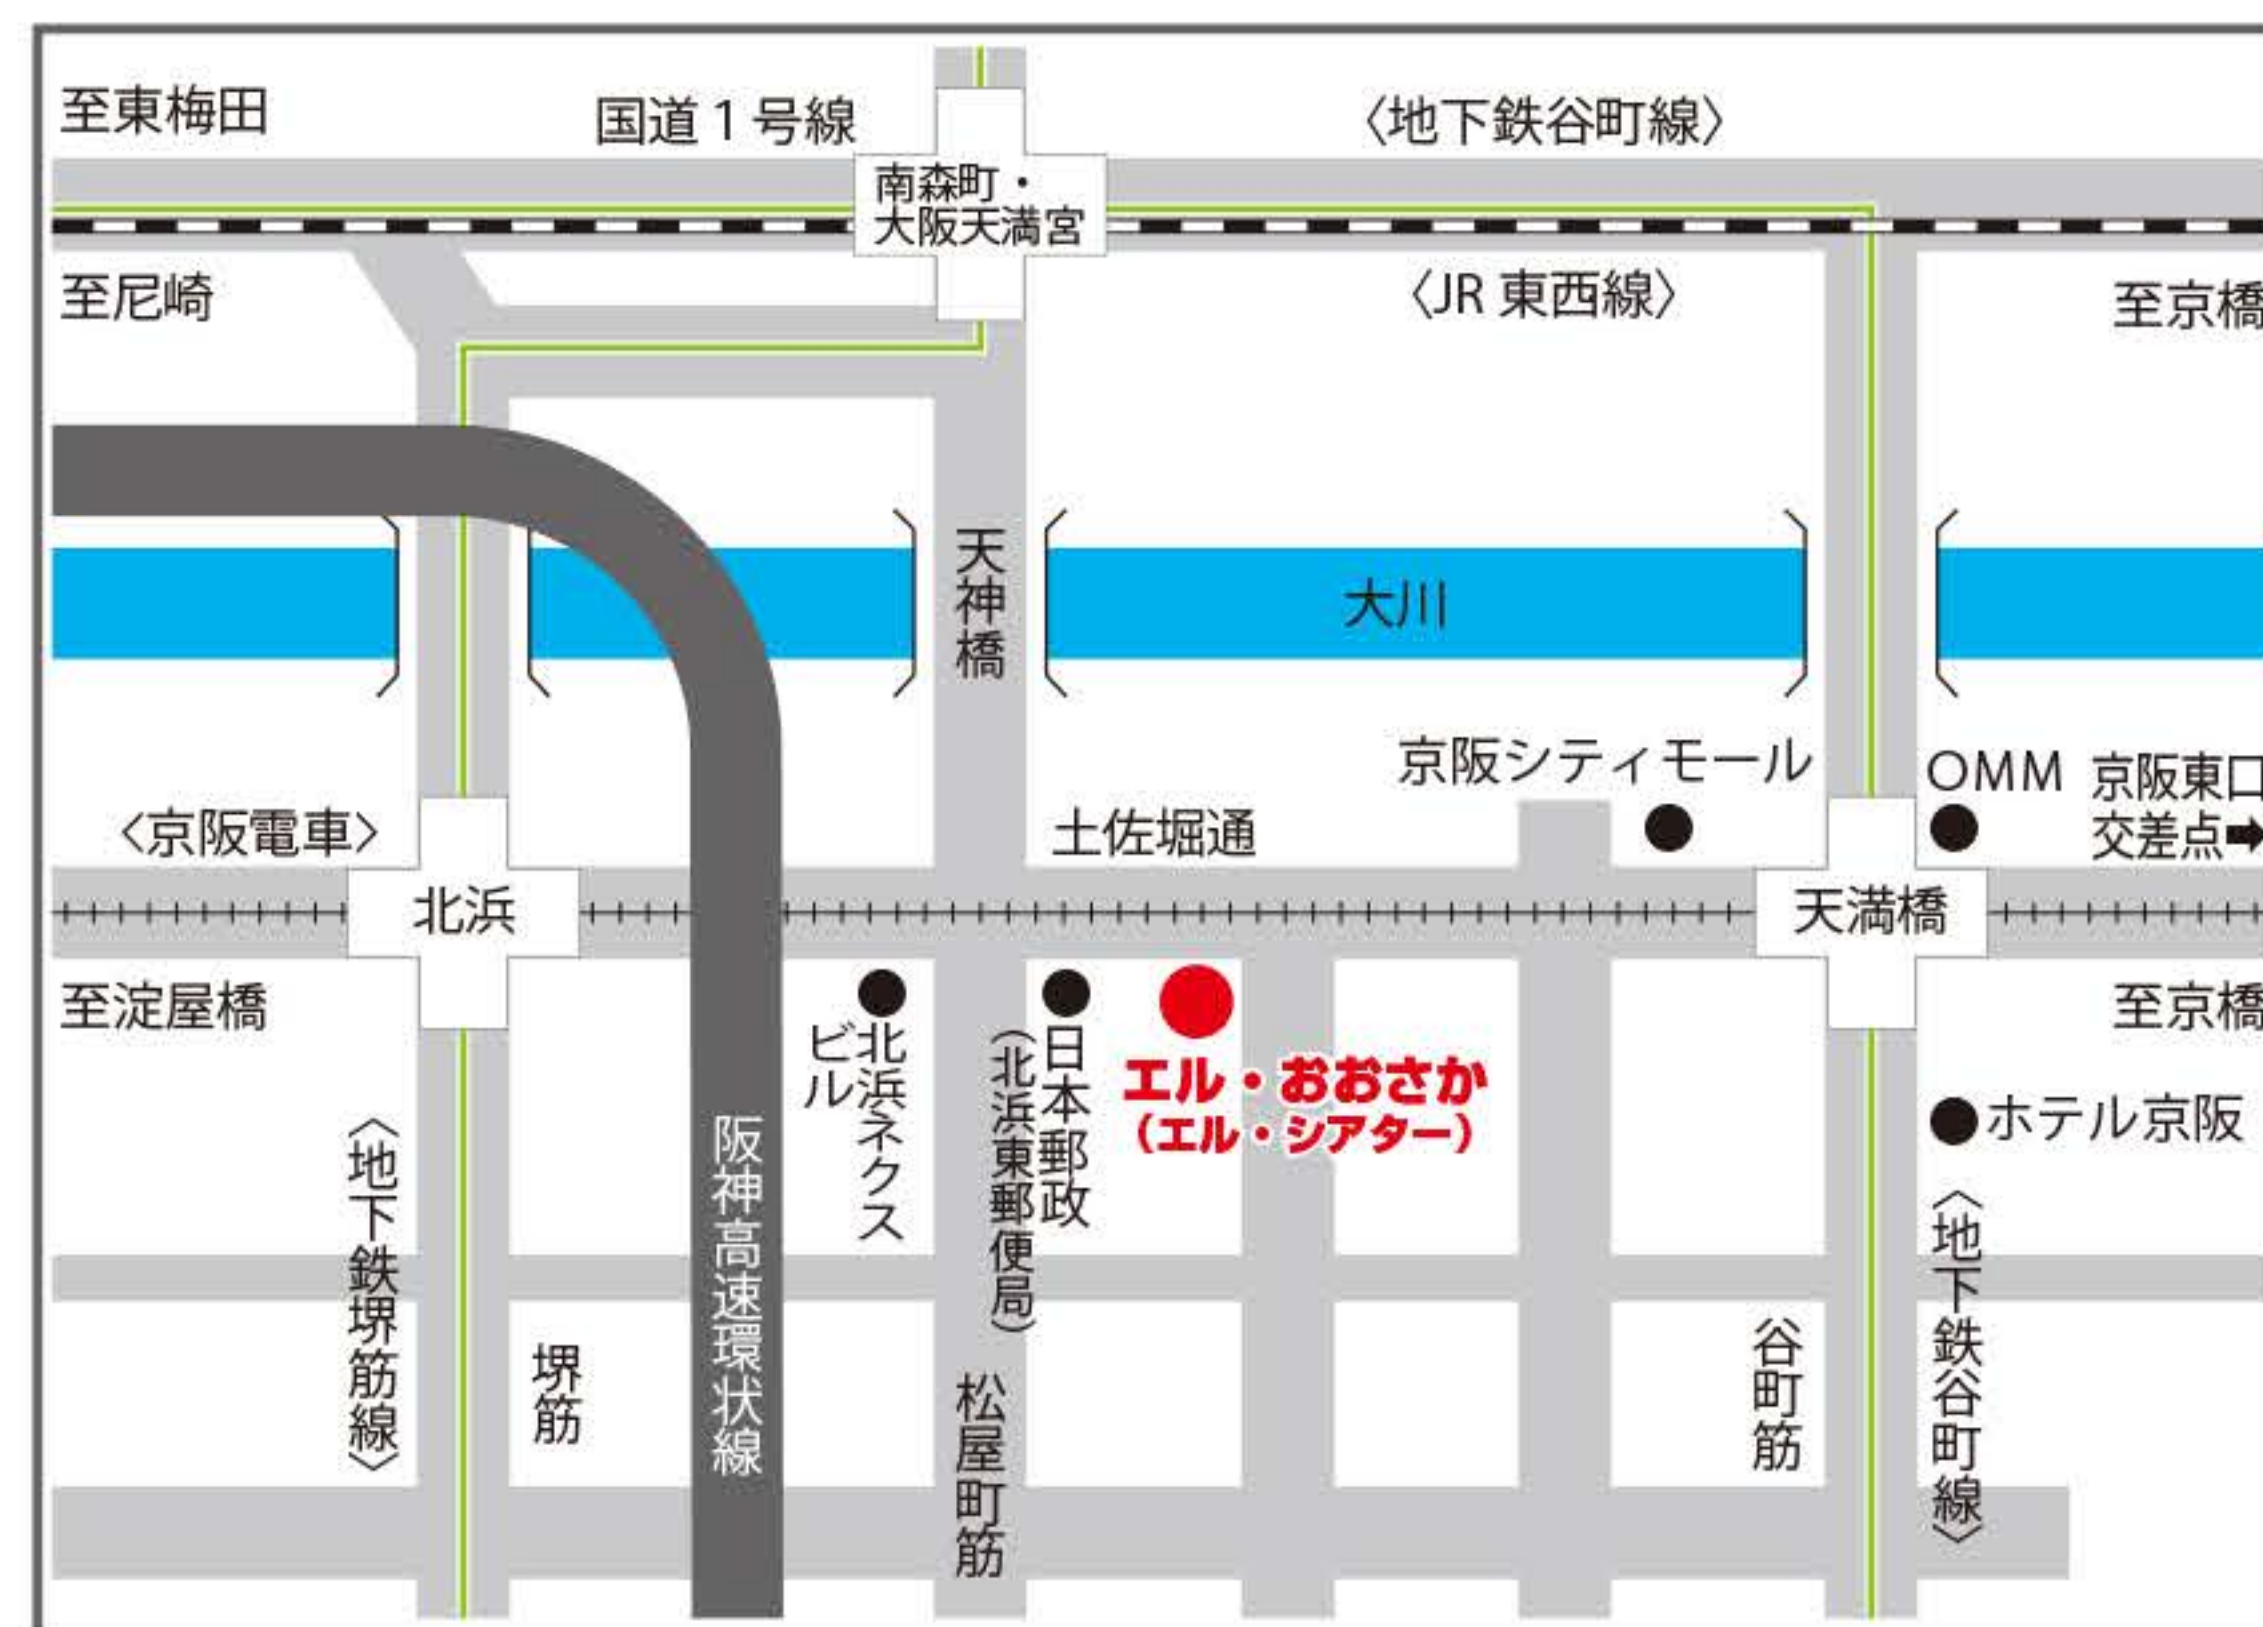 至東梅田
国道1号線
〈地下鉄谷町線〉
南森町・
大阪天満宮
至尼崎
〈JR 東西線〉
至京橋
天神橋
大川
京阪シティモール
OMM
京阪東口
交差点➡
〈京阪電車〉
土佐堀通
北浜
天満橋
至淀屋橋
至京橋
北浜ネクス
ビル
日本郵政
（北浜東郵便局）
エル・おおさか
（エル・シアター）
ホテル京阪
〈地下鉄堺筋線〉
堺筋
阪神高速環状線
松屋町筋
谷町筋
〈地下鉄谷町線〉